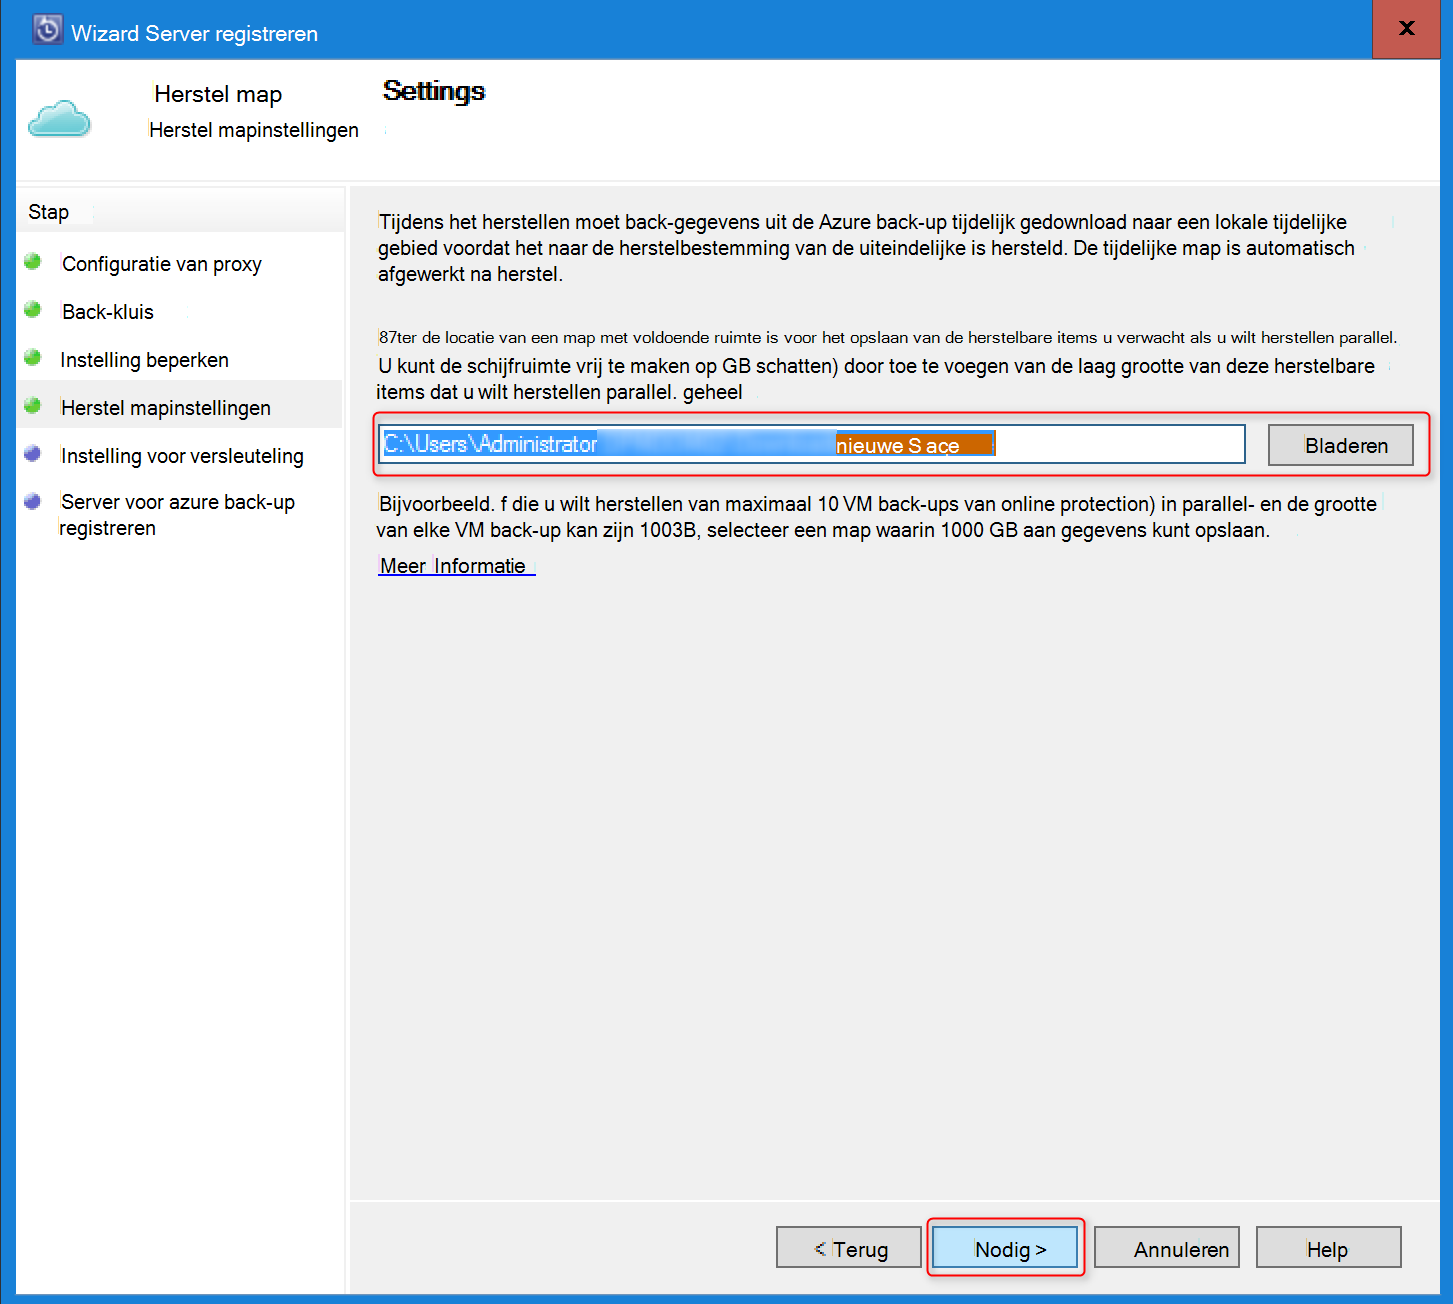 Wizard Server registreren
x
Herstel map
Settings
Herstel mapinstellingen
Stap
Configuratie van proxy
Back-kluis
Instelling beperken
Herstel mapinstellingen
Instelling voor versleuteling
Server voor azure back-up
registreren
Tijdens het herstellen moet back-gegevens uit de Azure back-up tijdelijk gedownload naar een lokale tijdelijke
gebied voordat het naar de herstelbestemming van de uiteindelijke is hersteld. De tijdelijke map is automatisch
afgewerkt na herstel.
87ter de locatie van een map met voldoende ruimte is voor het opslaan van de herstelbare items u verwacht als u wilt herstellen parallel.
U kunt de schijfruimte vrij te maken op GB schatten) door toe te voegen van de laag grootte van deze herstelbare
items dat u wilt herstellen parallel. geheel
C:\Users\Administrator
nieuwe S ace
Bladeren
Bijvoorbeeld. f die u wilt herstellen van maximaal 10 VM back-ups van online protection) in parallel- en de grootte
van elke VM back-up kan zijn 1003B, selecteer een map waarin 1000 GB aan gegevens kunt opslaan.
Meer Informatie
< Terug
Nodig >
Annuleren
Help